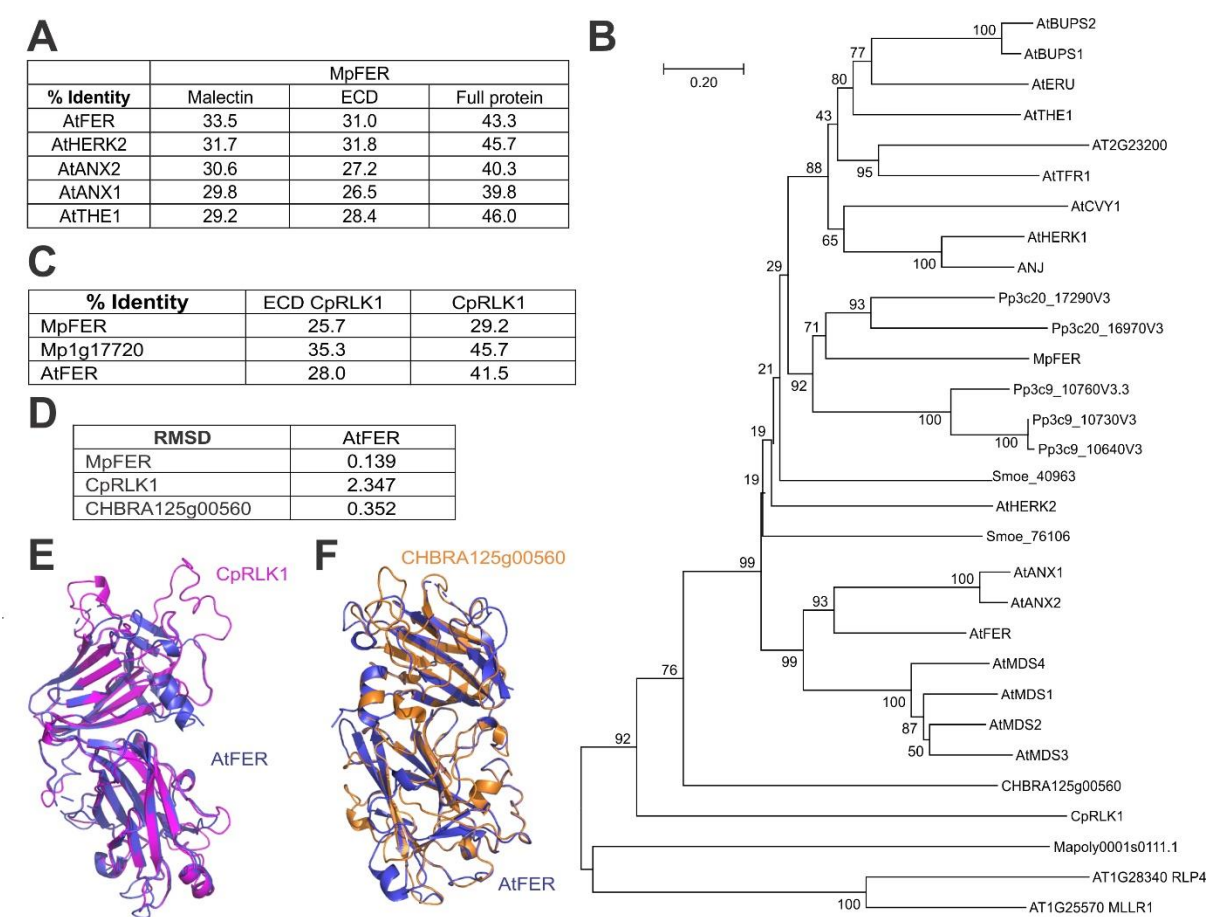 A
MpFER
% Identity Malectin ECD Full protein
AtFER 33.5 31.0 43.3
AtHERK2 31.7 31.8 45.7
AtANX2 30.6 27.2 40.3
AtANX1 29.8 26.5 39.8
AtTHE1 29.2 28.4 46.0
C
% Identity ECD CpRLK1 CpRLK1
MpFER 25.7 29.2
Mp1g17720 35.3 45.7
AtFER 28.0 41.5
D
RMSD AtFER
MpFER 0.139
CpRLK1 2.347
CHBRA125g00560 0.352
E
CpRLK1
AtFER
F
CHBRA125g00560
AtFER
B
0.20
100
AtBUPS2
AtBUPS1
77
AtERU
80
AtTHE1
43
AT2G23200
95
AtTFR1
88
AtCVY1
65
AtHERK1
100
ANJ
29
93
Pp3c20_17290V3
Pp3c20_16970V3
71
MpFER
92
Pp3c9_10760V3.3
100
Pp3c9_10730V3
100
Pp3c9_10640V3
21
Smoe_40963
19
AtHERK2
19
Smoe_76106
99
100
AtANX1
AtANX2
93
AtFER
99
AtMDS4
100
AtMDS1
87
AtMDS2
50
AtMDS3
76
CHBRA125g00560
92
CpRLK1
Mapoly0001s0111.1
AT1G28340 RLP4
100
AT1G25570 MLLR1